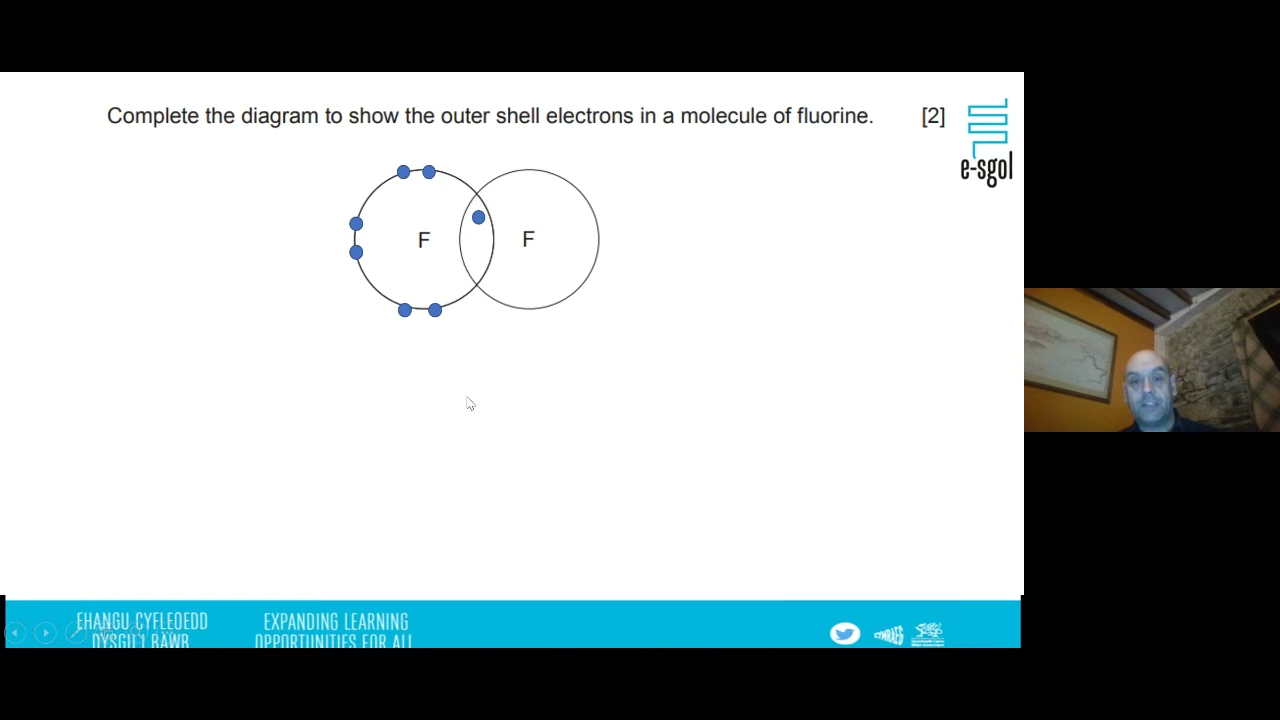 Complete the diagram to show the outer shell electrons in a molecule of fluorine. [2]
e-sgol
F F
EHANGU CYFLEOEDD
DYSGU I BAWB
EXPANDING LEARNING
OPPORTUNITIES FOR ALL